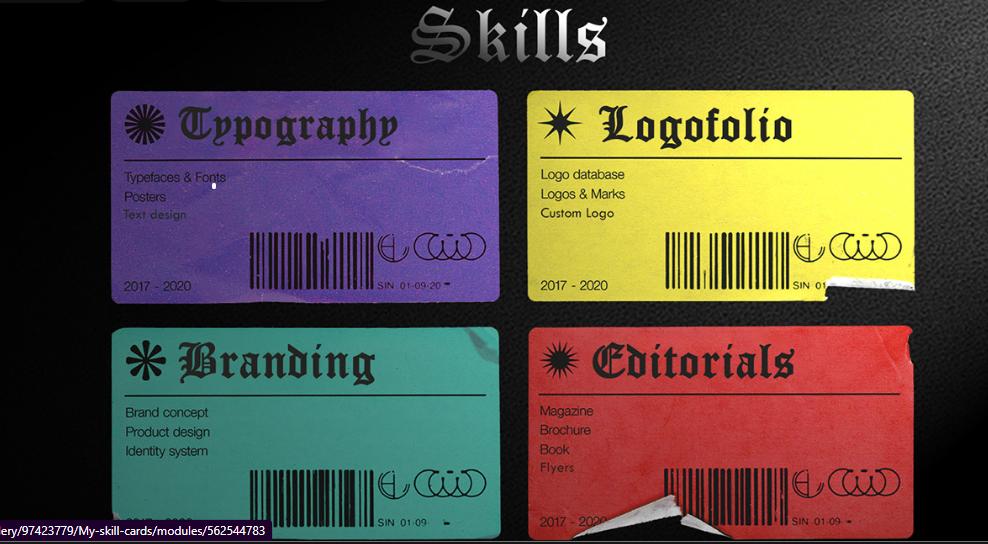 Skills
Typography
Typefaces & Fonts
Posters
Text design
2017 - 2020
SIN 01-09-20
Logofolio
Logo database
Logos & Marks
Custom Logo
2017 - 2020
SIN 01
Branding
Brand concept
Product design
Identity system
SIN 01-09-
Editorials
Magazine
Brochure
Book
Flyers
2017 - 2020
SIN 01-09-
ery/97423779/My-skill-cards/modules/562544783